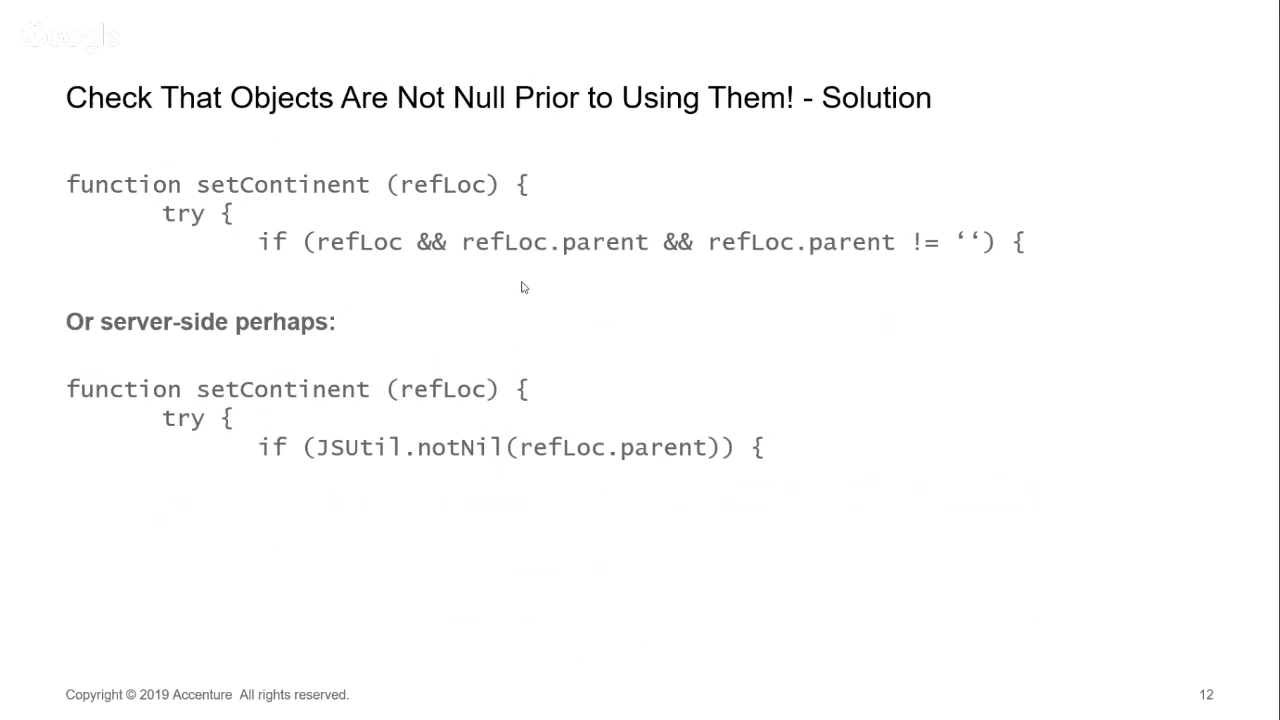 Google
Check That Objects Are Not Null Prior to Using Them! - Solution
function setContinent (refLoc) {
try {
if (refLoc && refLoc.parent && refLoc.parent != ‘‘) {
Or server-side perhaps:
function setContinent (refLoc) {
try {
if (JSUtil.notNil(refLoc.parent)) {
Copyright © 2019 Accenture All rights reserved.
12